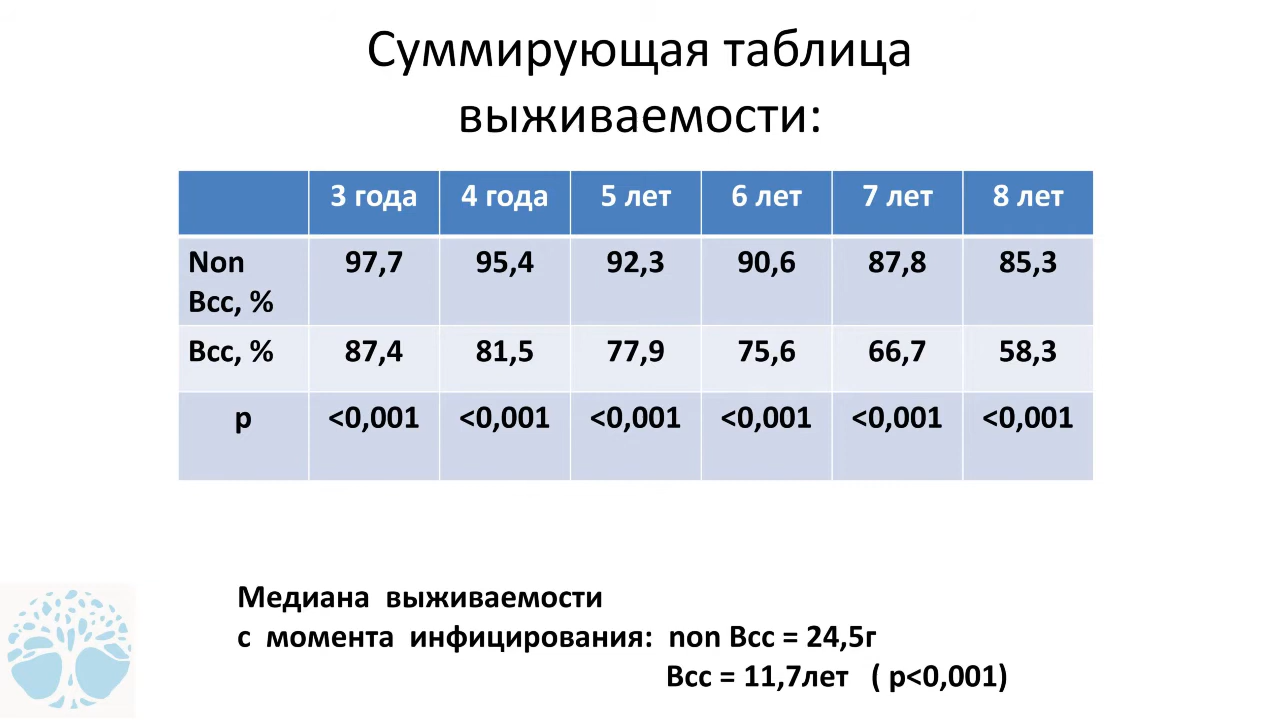 Суммирующая таблица
выживаемости:
3 года 4 года 5 лет 6 лет 7 лет 8 лет
Non 97,7 95,4 92,3 90,6 87,8 85,3
Bcc, %
Bcc, % 87,4 81,5 77,9 75,6 66,7 58,3
p <0,001 <0,001 <0,001 <0,001 <0,001 <0,001
Медиана выживаемости
с момента инфицирования: non Bcc = 24,5г
Bcc = 11,7лет ( p<0,001)